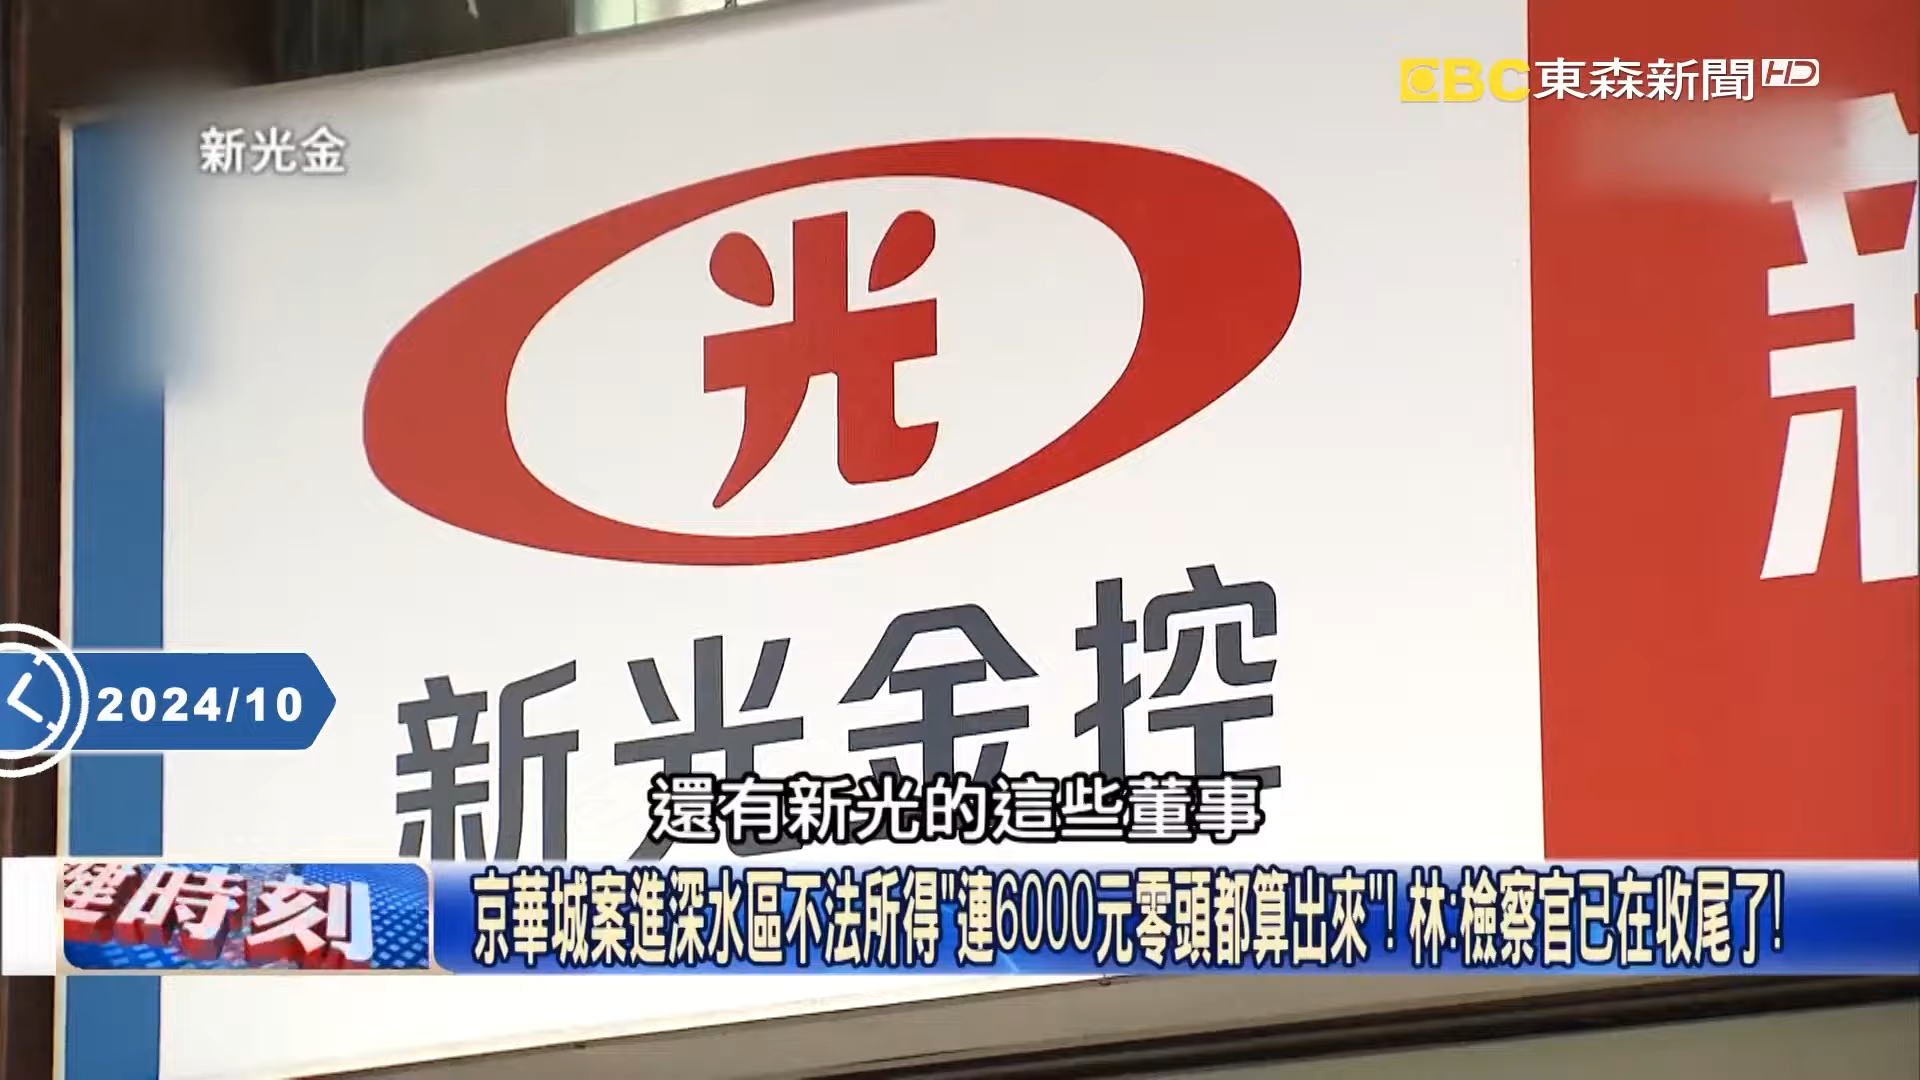 EBC東森新聞HD
新光金
光
新
新光金控
2024/10
還有新光的這些董事
鍵時刻
京華城案進深水區不法所得"連6000元零頭都算出來"! 林:檢察官已在收尾了!